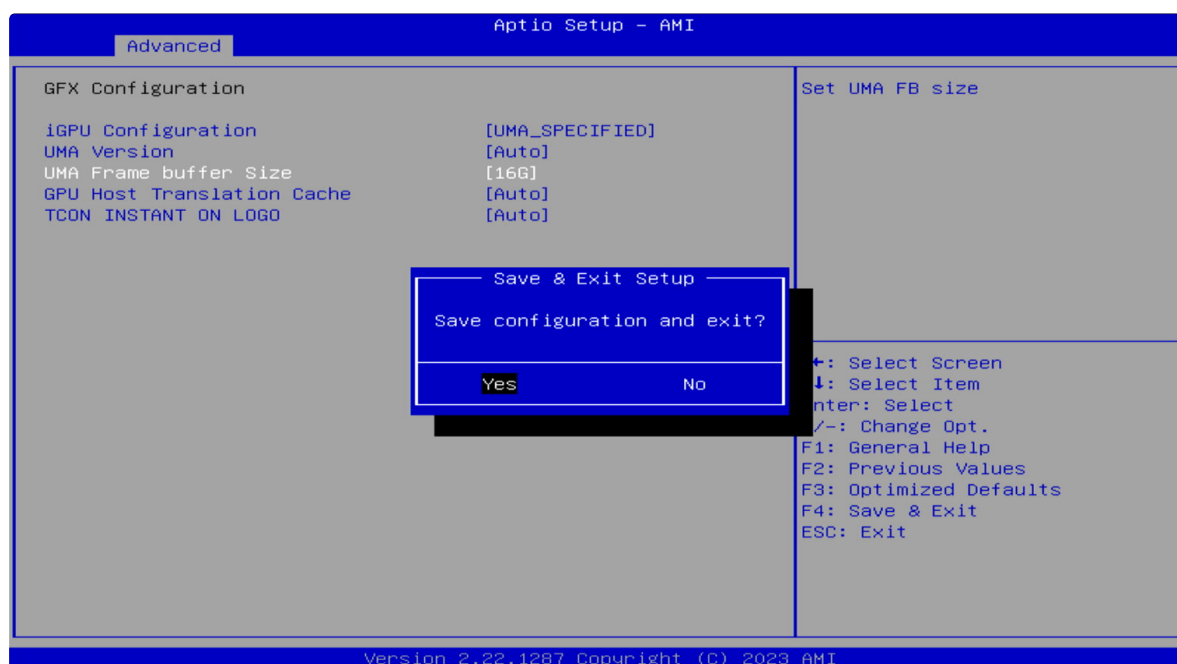 Aptio Setup – AMI
Advanced
GFX Configuration
iGPU Configuration [UMA_SPECIFIED]
UMA Version [Auto]
UMA Frame buffer Size [16G]
GPU Host Translation Cache [Auto]
TCON INSTANT ON LOGO [Auto]
Set UMA FB size
Save & Exit Setup
Save configuration and exit?
Yes No
←: Select Screen
↓: Select Item
nter: Select
/-: Change Opt.
F1: General Help
F2: Previous Values
F3: Optimized Defaults
F4: Save & Exit
ESC: Exit
Version 2.22.1287 Copyright (C) 2023 AMI